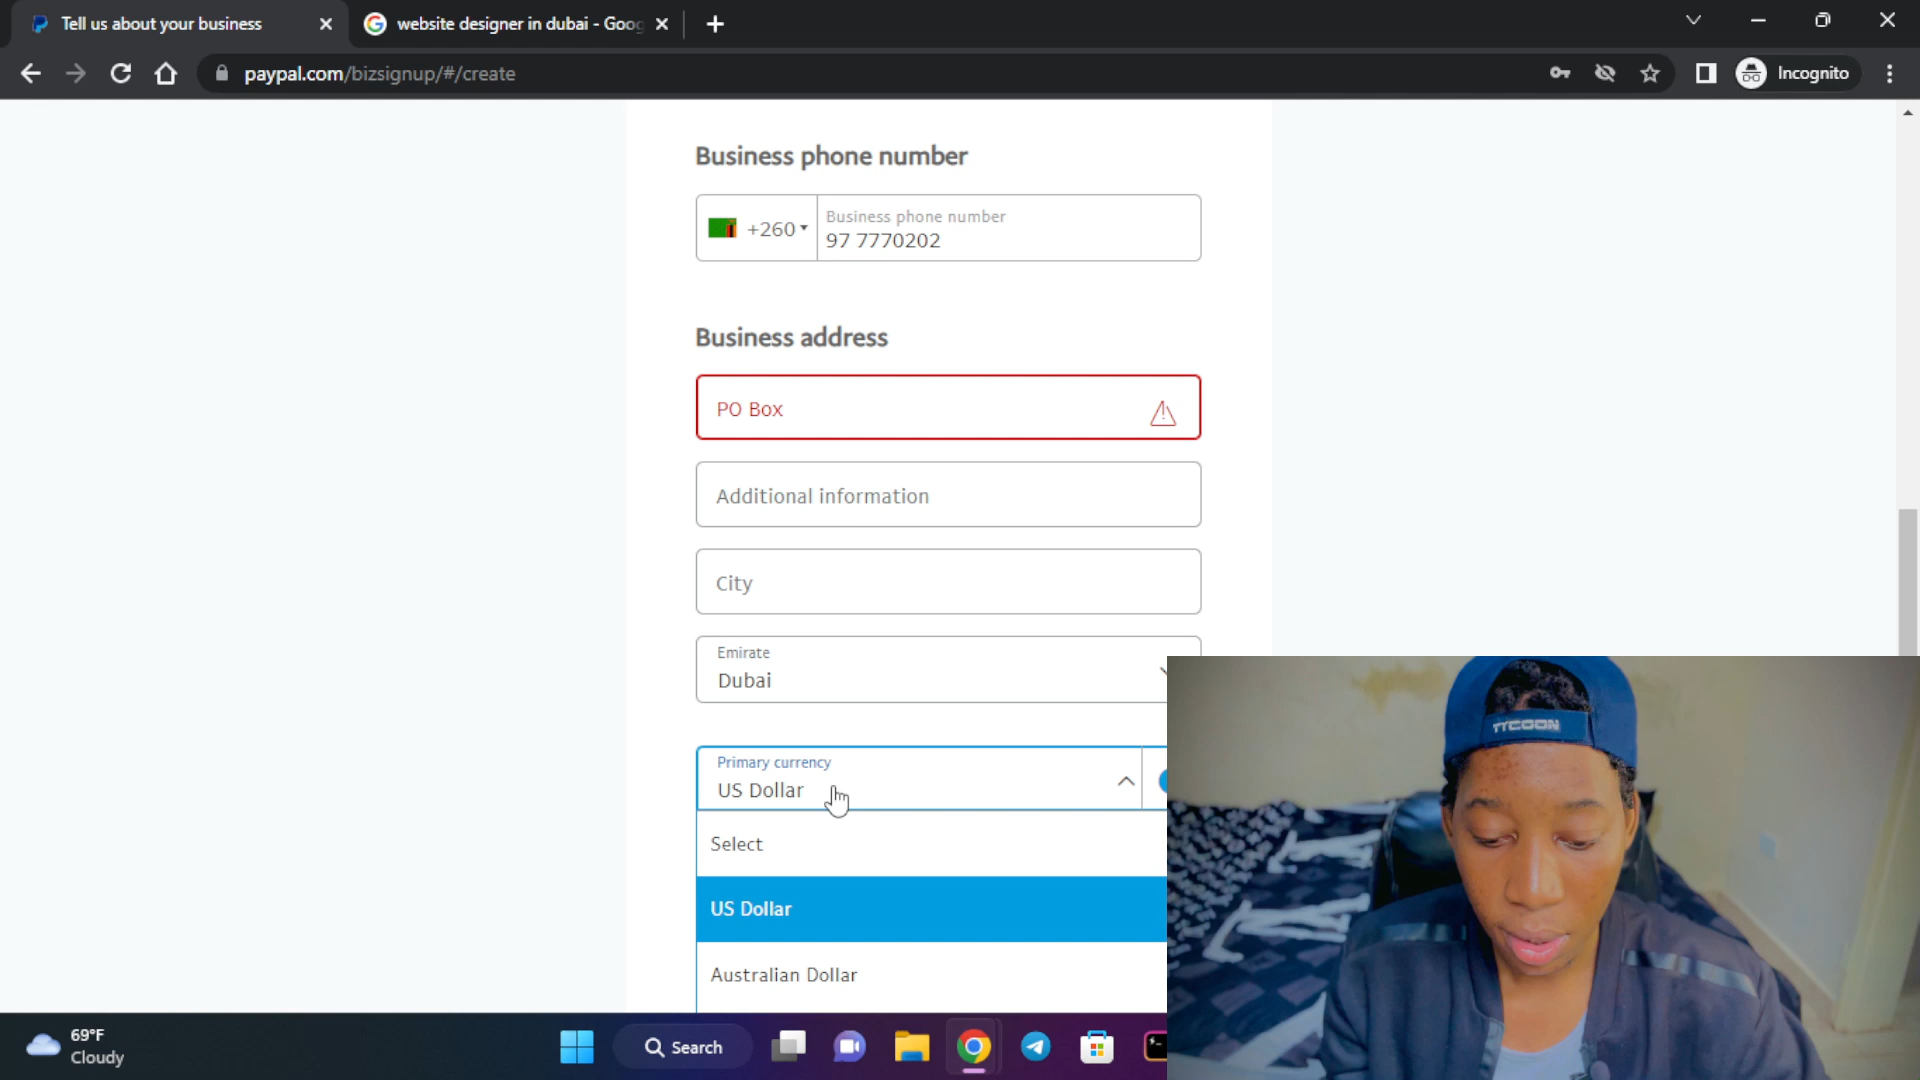 Tell us about your business
website designer in dubai - Goog
paypal.com/bizsignup/#/create
Incognito
Business phone number
+260
Business phone number
97 7770202
Business address
PO Box
Additional information
City
Emirate
Dubai
Primary currency
US Dollar
Select
US Dollar
Australian Dollar
TYCOON
69°F
Cloudy
Search